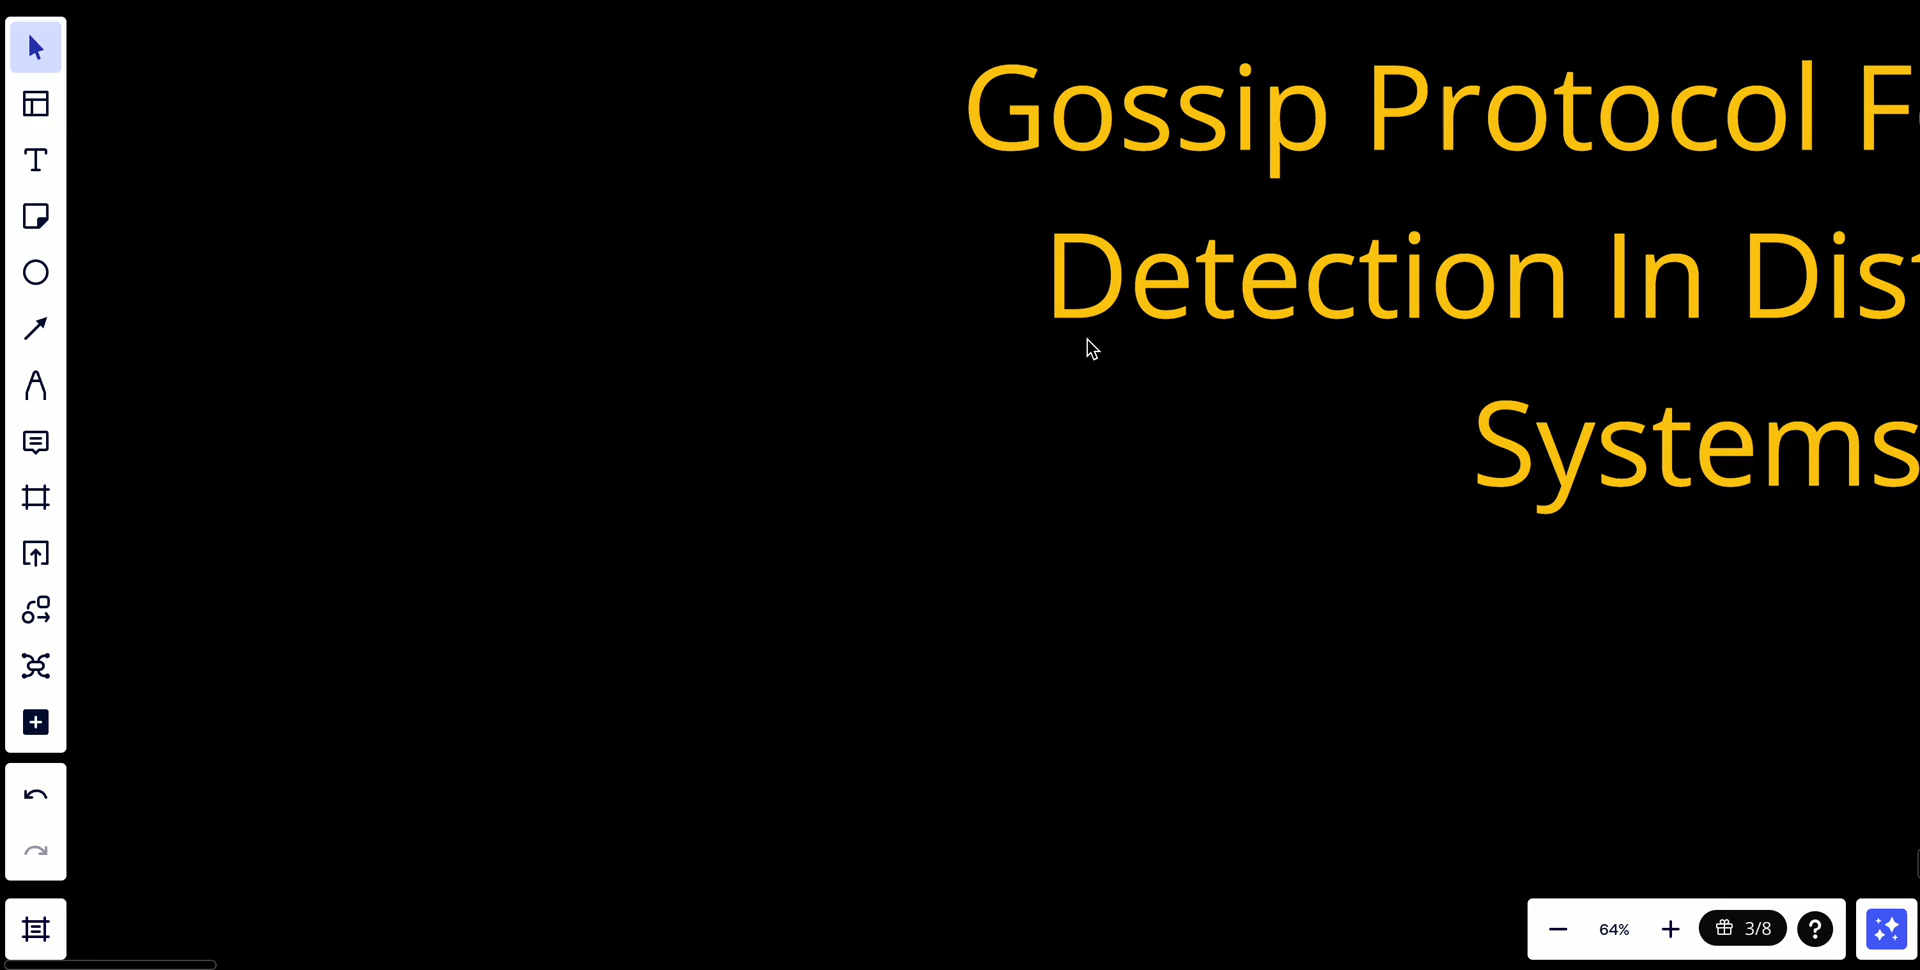 Gossip Protocol F
Detection In Dis
Systems
64%
3/8
?